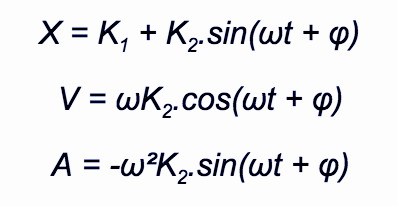 X = K₁ + K₂.sin(ωt + φ)
V = ωK₂.cos(ωt + φ)
A = -ω²K₂.sin(ωt + φ)